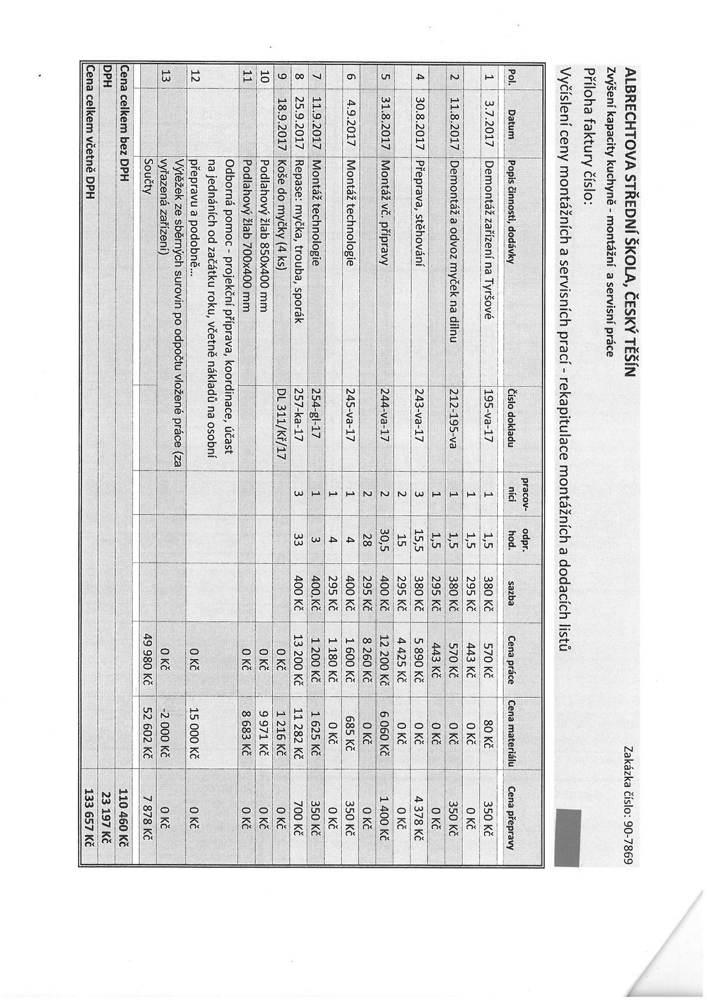 ALBRECHTOVA STŘEDNÍ ŠKOLA, ČESKÝ TĚŠÍN Zakázka číslo: 90-7869
Zvýšení kapacity kuchyně - montážní a servisní práce
Příloha faktury číslo:
Vyčíslení ceny montážních a servisních prací - rekapitulace montážních a dodacích listů
Pol. Datum Popis činnosti, dodávky Číslo dokladu pracov-níci odpr. hod. sazba Cena práce Cena materiálu Cena přepravy
1 3.7.2017 Demontáž zařízení na Tyršové 195-va-17 1 1,5 380 Kč 570 Kč 80 Kč 350 Kč
1 1,5 295 Kč 443 Kč 0 Kč 0 Kč
2 11.8.2017 Demontáž a odvoz myček na dílnu 212-195-va 1 1,5 380 Kč 570 Kč 0 Kč 350 Kč
1 1,5 295 Kč 443 Kč 0 Kč 0 Kč
4 30.8.2017 Přeprava, stěhování 243-va-17 3 15,5 380 Kč 5 890 Kč 0 Kč 4 378 Kč
2 15 295 Kč 4 425 Kč 0 Kč 0 Kč
5 31.8.2017 Montáž vč. přípravy 244-va-17 2 30,5 400 Kč 12 200 Kč 6 060 Kč 1 400 Kč
2 28 295 Kč 8 260 Kč 0 Kč 0 Kč
6 4.9.2017 Montáž technologie 245-va-17 1 4 400 Kč 1 600 Kč 685 Kč 350 Kč
1 4 295 Kč 1 180 Kč 0 Kč 0 Kč
7 11.9.2017 Montáž technologie 254-gl-17 1 3 400 Kč 1 200 Kč 1 625 Kč 350 Kč
8 25.9.2017 Repase: myčka, trouba, sporák 257-ka-17 3 33 400 Kč 13 200 Kč 11 282 Kč 700 Kč
9 18.9.2017 Koše do myčky (4 ks) DL 311/Kř/17 0 Kč 1 216 Kč 0 Kč
10 Podlahový žlab 850x400 mm 0 Kč 9 971 Kč 0 Kč
11 Podlahový žlab 700x400 mm 0 Kč 8 683 Kč 0 Kč
Odborná pomoc - projekční příprava, koordinace, účast
na jednáních od začátku roku, včetně nákladů na osobní
12 přepravu a podobně... 0 Kč 15 000 Kč 0 Kč
Výtěžek ze sběrných surovin po odpočtu vložené práce (za
13 vyřazená zařízení) 0 Kč -2 000 Kč 0 Kč
Součty 49 980 Kč 52 602 Kč 7 878 Kč
Cena celkem bez DPH 110 460 Kč
DPH 23 197 Kč
Cena celkem včetně DPH 133 657 Kč